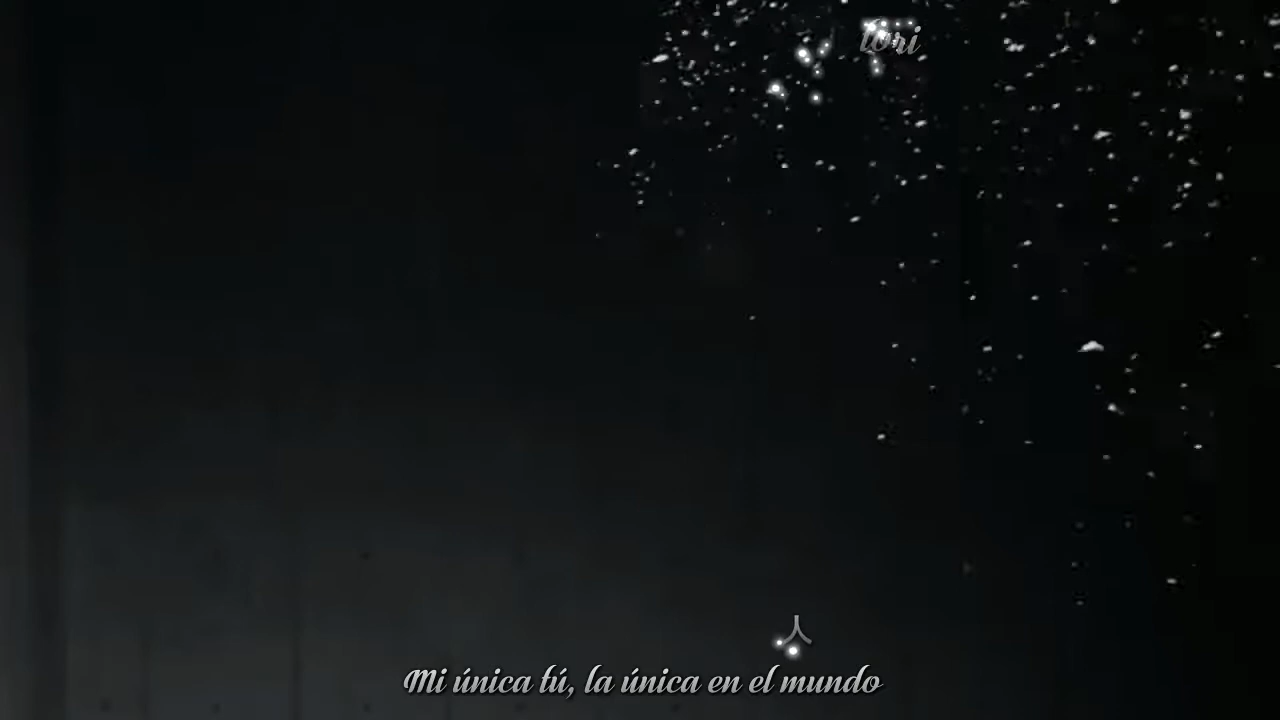 tori
人
Mi única tú, la única en el mundo